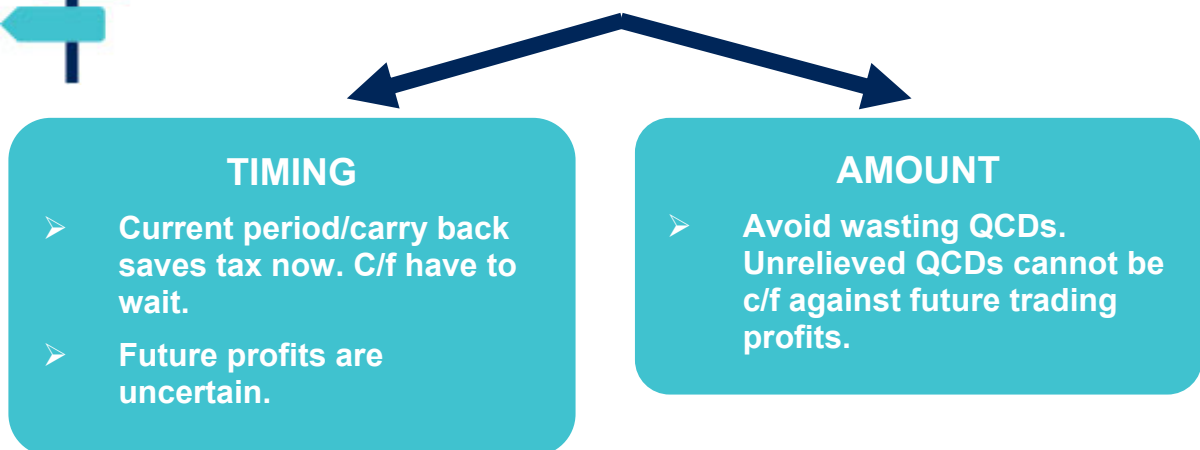 TIMING
➢ Current period/carry back
saves tax now. C/f have to
wait.
➢ Future profits are
uncertain.
AMOUNT
➢ Avoid wasting QCDs.
Unrelieved QCDs cannot be
c/f against future trading
profits.